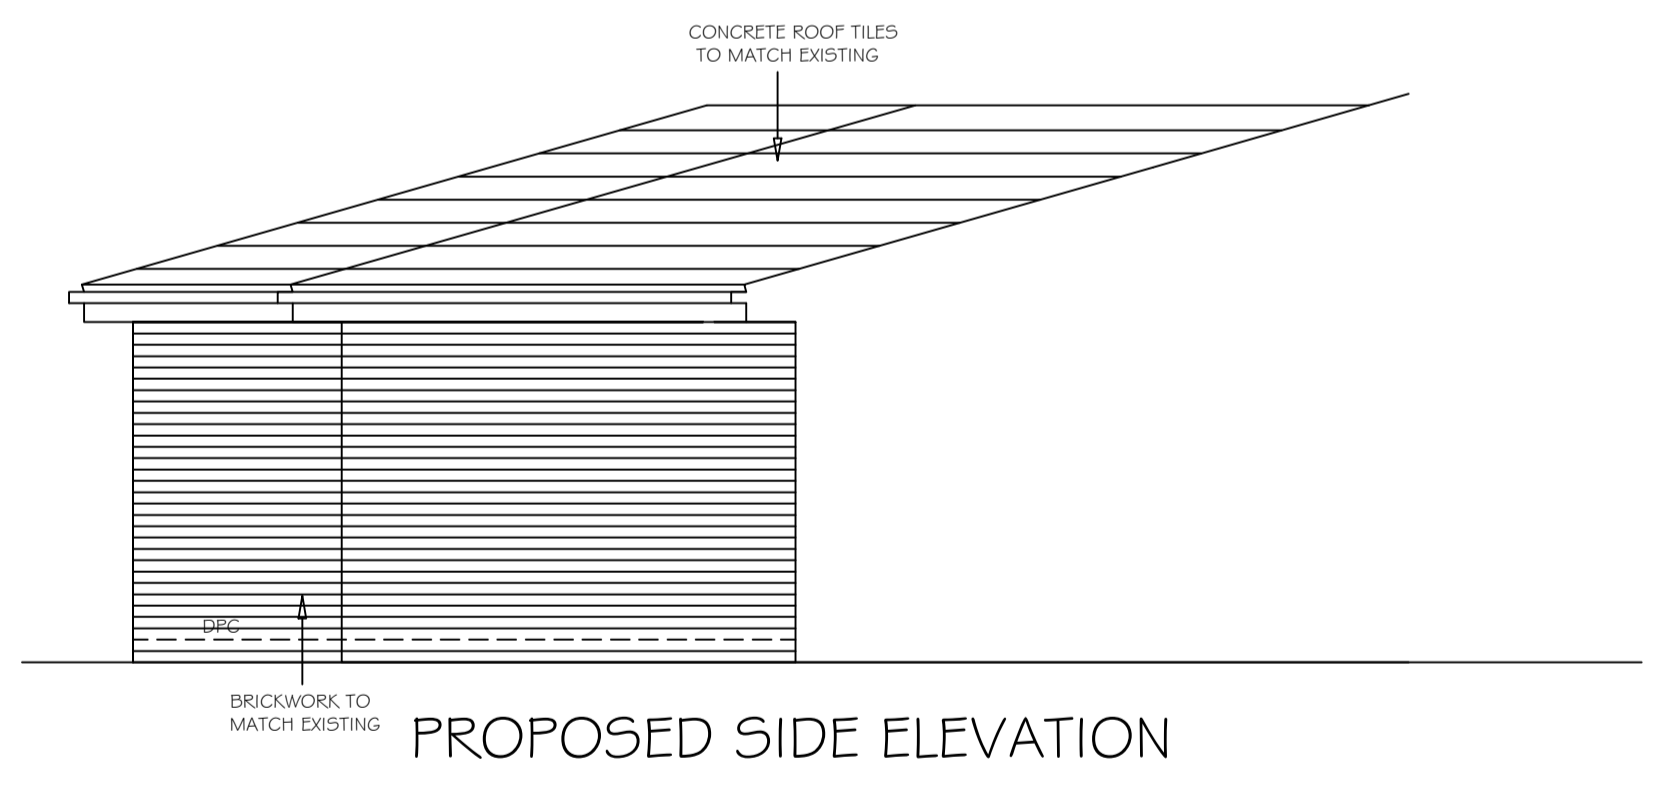 CONCRETE ROOF TILES
TO MATCH EXISTING
DPC
BRICKWORK TO
MATCH EXISTING
PROPOSED SIDE ELEVATION